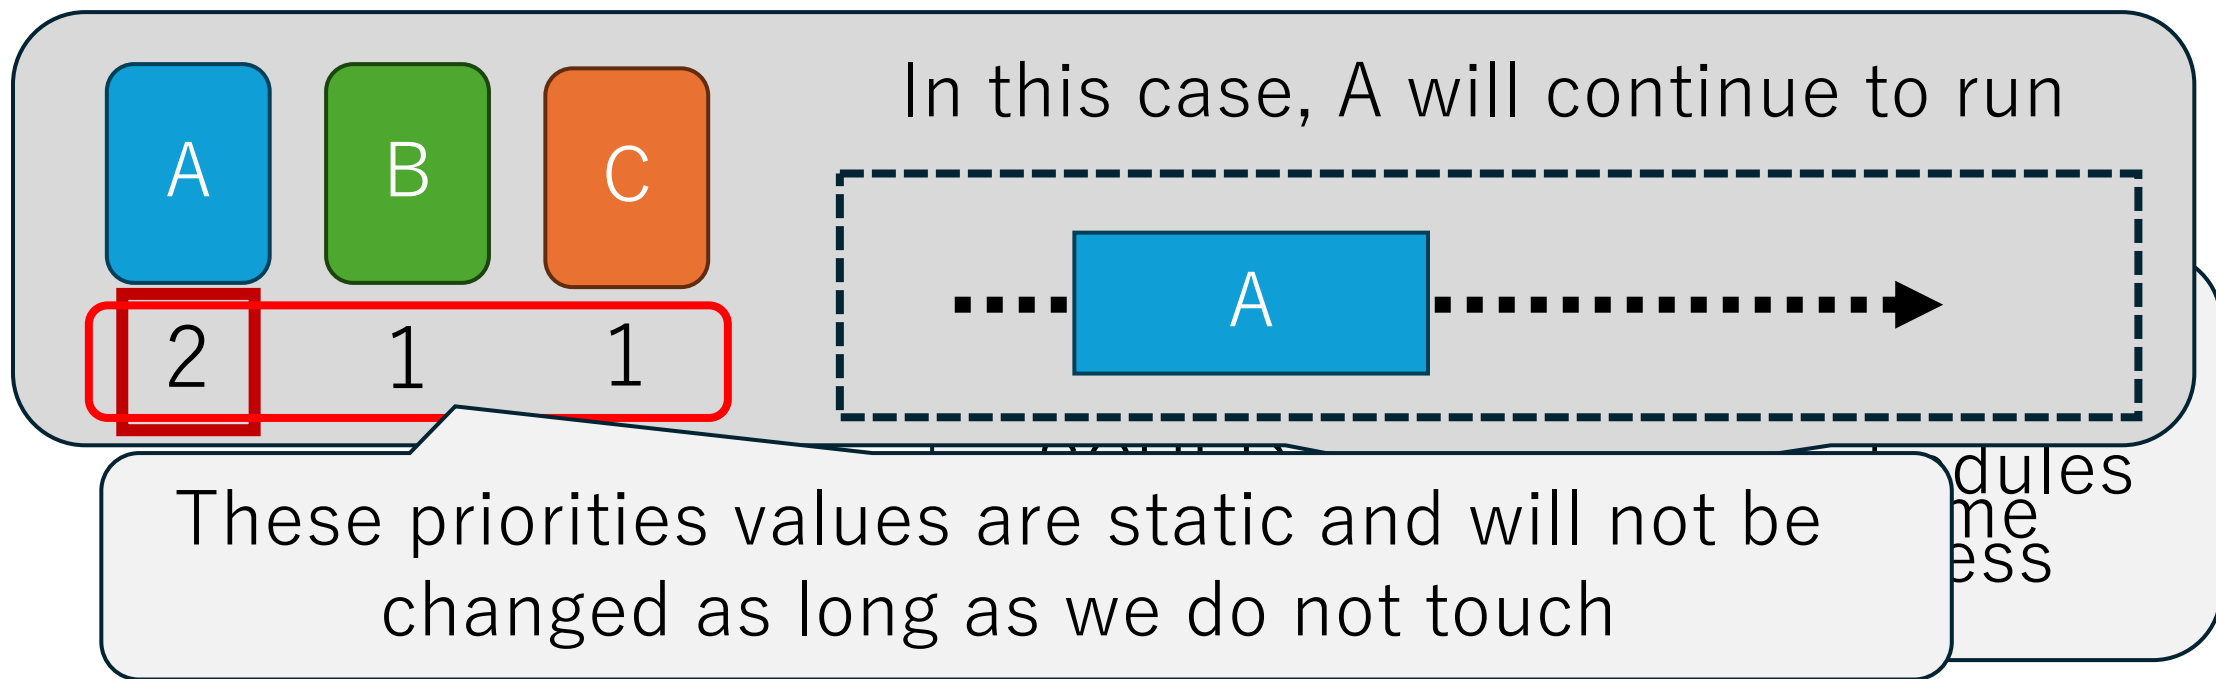 In this case, A will continue to run
A B C
2 1 1
A
These priorities values are static and will not be
changed as long as we do not touch